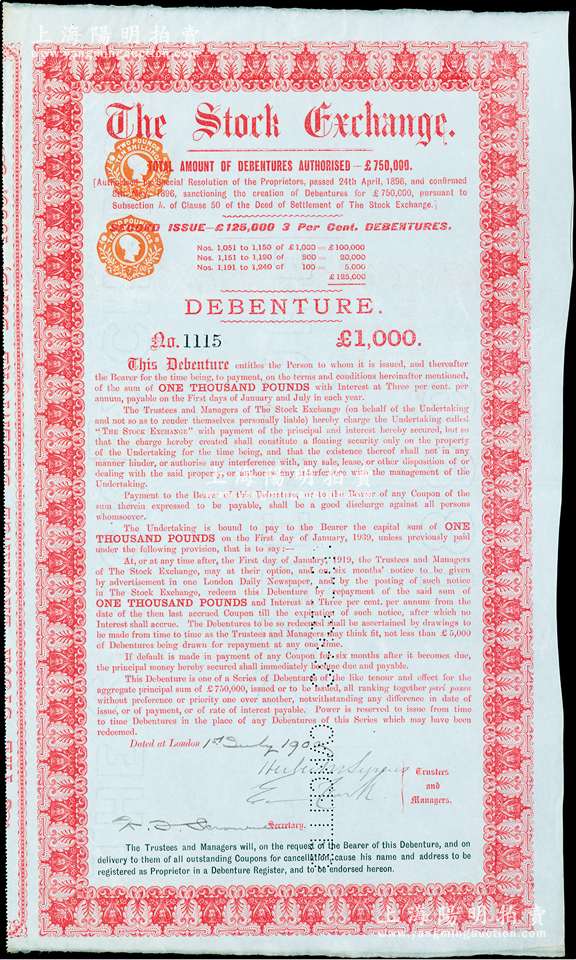 上海陽明拍賣
The Stock Exchange.
TOTAL AMOUNT OF DEBENTURES AUTHORISED — £750,000.
[Authorised by Special Resolution of the Proprietors, passed 24th April, 1896, and confirmed
May, 1896, sanctioning the creation of Debentures for £750,000, pursuant to
Subsection 4. of Clause 50 of the Deed of Settlement of The Stock Exchange.]
TWO POUNDS
TEN SHILLINGS
SECOND ISSUE—£125,000 3 Per Cent. DEBENTURES.
TWO POUNDS
Nos. 1,051 to 1,150 of £1,000 = £100,000
Nos. 1,151 to 1,190 of 500 = 20,000
Nos. 1,191 to 1,240 of 100 = 5,000
£125,000
DEBENTURE.
No. 1115 £1,000.
This Debenture entitles the Person to whom it is issued, and thereafter
the Bearer for the time being, to payment, on the terms and conditions hereinafter mentioned,
of the sum of ONE THOUSAND POUNDS with Interest at Three per cent. per
annum, payable on the First days of January and July in each year.
The Trustees and Managers of The Stock Exchange (on behalf of the Undertaking
and not so as to render themselves personally liable) hereby charge the Undertaking called
"THE STOCK EXCHANGE" with payment of the principal and interest hereby secured, but so
that the charge hereby created shall constitute a floating security only on the property
of the Undertaking for the time being, and that the existence thereof shall not in any
manner hinder, or authorise any interference with, any sale, lease, or other disposition of or
dealing with the said property, or authorise any interference with the management of the
Undertaking.
上海陽明拍賣
Payment to the Bearer of this Debenture, or to the Bearer of any Coupon of the
sum therein expressed to be payable, shall be a good discharge against all persons
whomsoever.
The Undertaking is bound to pay to the Bearer the capital sum of ONE
THOUSAND POUNDS on the First day of January, 1939, unless previously paid
under the following provision, that is to say:—
At, or at any time after, the First day of January, 1919, the Trustees and Managers
of The Stock Exchange, may at their option, and on six months' notice to be given
by advertisement in one London Daily Newspaper, and by the posting of such notice
in The Stock Exchange, redeem this Debenture by repayment of the said sum of
ONE THOUSAND POUNDS and Interest at Three per cent. per annum from the
date of the then last accrued Coupon till the expiration of such notice, after which no
Interest shall accrue. The Debentures to be so redeemed shall be ascertained by drawings to
be made from time to time as the Trustees and Managers may think fit, not less than £5,000
of Debentures being drawn for repayment at any one time.
If default is made in payment of any Coupon for six months after it becomes due,
the principal money hereby secured shall immediately become due and payable.
This Debenture is one of a Series of Debentures of the like tenour and effect for the
aggregate principal sum of £750,000, issued or to be issued, all ranking together pari passu
without preference or priority one over another, notwithstanding any difference in date of
issue, or of payment, or of rate of interest payable. Power is reserved to issue from time
to time Debentures in the place of any Debentures of this Series which may have been
redeemed.
Dated at London 1st July
Trustees
and
Managers.
Secretary.
The Trustees and Managers will, on the request of the Bearer of this Debenture, and on
delivery to them of all outstanding Coupons for cancellation, cause his name and address to be
registered as Proprietor in a Debenture Register, and to be endorsed hereon.
上海陽明拍賣
www.yangmingauction.com